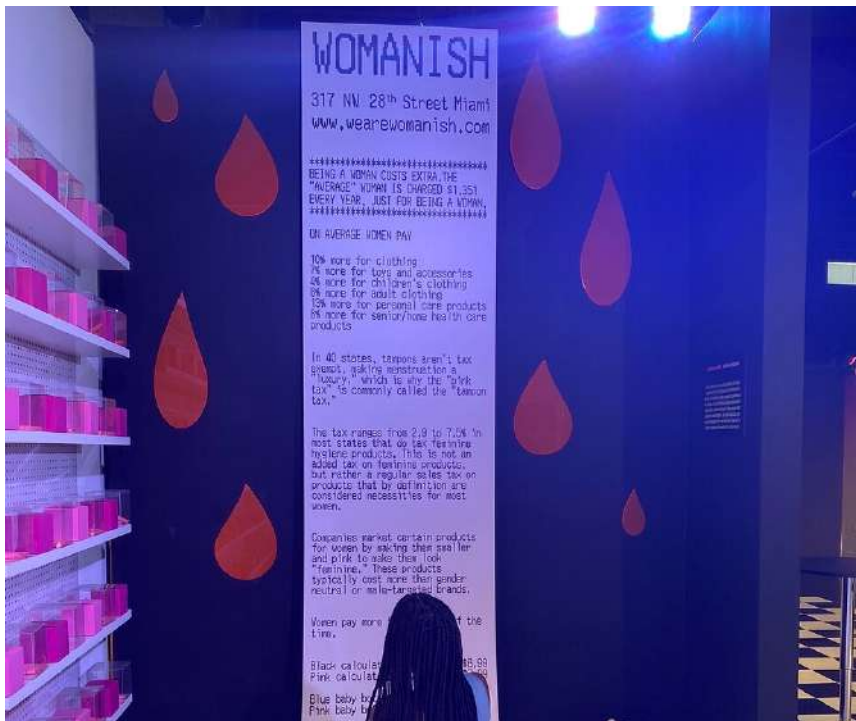 WOMANISH
317 NW 28th Street Miami
www.wearewomanish.com
***********************************
BEING A WOMAN COSTS EXTRA.THE
"AVERAGE" WOMAN IS CHARGED $1,351
EVERY YEAR, JUST FOR BEING A WOMAN.
***********************************
ON AVERAGE WOMEN PAY
10% more for clothing
7% more for toys and accessories
4% more for children's clothing
8% more for adult clothing
13% more for personal care products
8% more for senior/home health care
products
In 40 states, tampons aren't tax
exempt, making menstruation a
"luxury," which is why the "pink
tax" is commonly called the "tampon
tax."
The tax ranges from 2.9 to 7.5% in
most states that do tax feminine
hygiene products. This is not an
added tax on feminine products,
but rather a regular sales tax on
products that by definition are
considered necessities for most
women.
Companies market certain products
for women by making them smaller
and pink to make them look
"feminine." These products
typically cost more than gender
neutral or male-targeted brands.
Women pay more of the
time.
Black
Pink
Blue baby
Pink baby